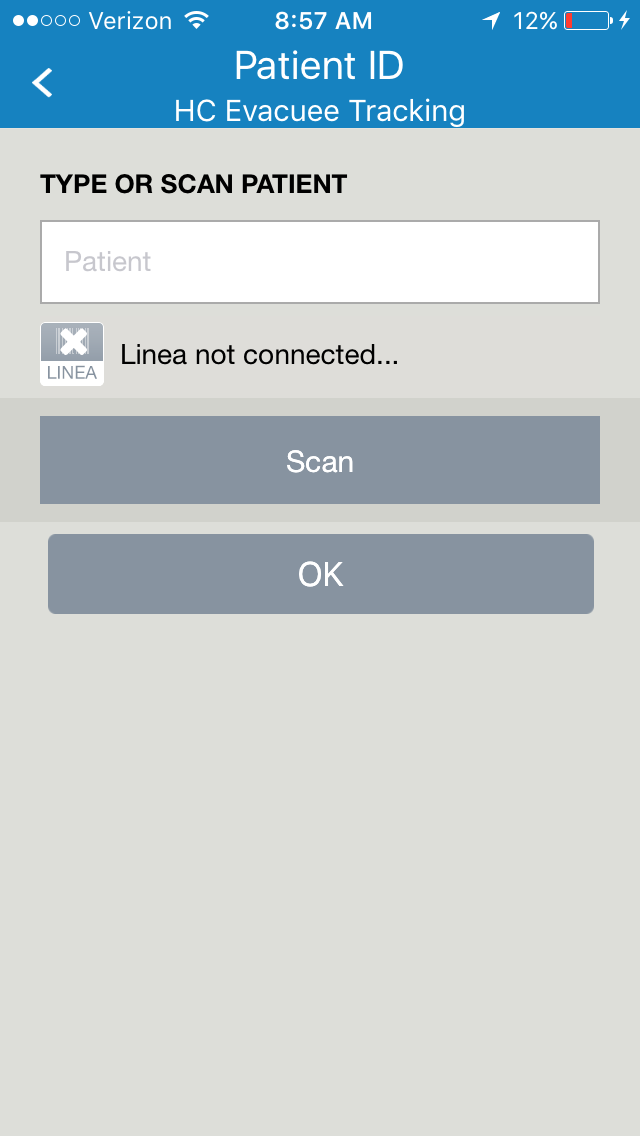 Verizon 8:57 AM 12%
Patient ID
HC Evacuee Tracking
TYPE OR SCAN PATIENT
Patient
LINEA
Linea not connected...
Scan
OK